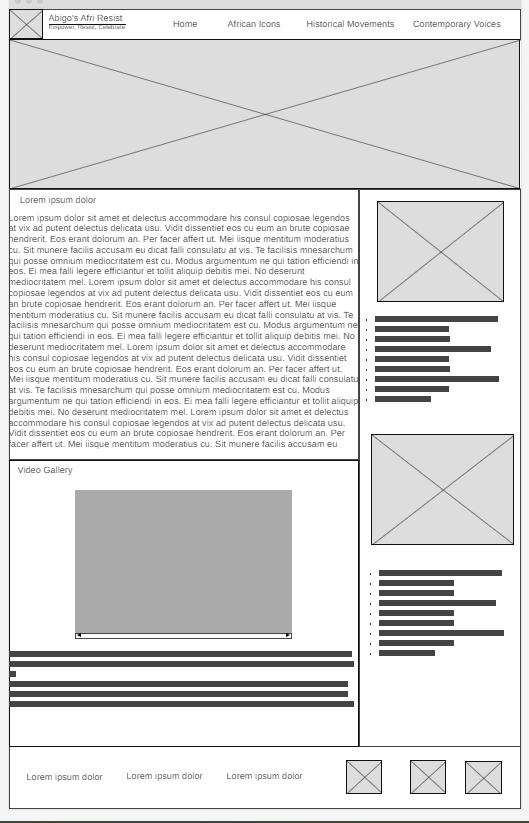 Abigo's Afri Resist
Empower, Resist, Celebrate
Home African Icons Historical Movements Contemporary Voices
Lorem ipsum dolor
Lorem ipsum dolor sit amet et delectus accommodare his consul copiosae legendos
at vix ad putent delectus delicata usu. Vidit dissentiet eos cu eum an brute copiosae
hendrerit. Eos erant dolorum an. Per facer affert ut. Mei iisque mentitum moderatius
cu. Sit munere facilis accusam eu dicat falli consulatu at vis. Te facilisis mnesarchum
qui posse omnium mediocritatem est cu. Modus argumentum ne qui tation efficiendi in
eos. Ei mea falli legere efficiantur et tollit aliquip debitis mei. No deserunt
mediocritatem mel. Lorem ipsum dolor sit amet et delectus accommodare his consul
copiosae legendos at vix ad putent delectus delicata usu. Vidit dissentiet eos cu eum
an brute copiosae hendrerit. Eos erant dolorum an. Per facer affert ut. Mei iisque
mentitum moderatius cu. Sit munere facilis accusam eu dicat falli consulatu at vis. Te
facilisis mnesarchum qui posse omnium mediocritatem est cu. Modus argumentum ne
qui tation efficiendi in eos. Ei mea falli legere efficiantur et tollit aliquip debitis mei. No
deserunt mediocritatem mel. Lorem ipsum dolor sit amet et delectus accommodare
his consul copiosae legendos at vix ad putent delectus delicata usu. Vidit dissentiet
eos cu eum an brute copiosae hendrerit. Eos erant dolorum an. Per facer affert ut.
Mei iisque mentitum moderatius cu. Sit munere facilis accusam eu dicat falli consulatu
at vis. Te facilisis mnesarchum qui posse omnium mediocritatem est cu. Modus
argumentum ne qui tation efficiendi in eos. Ei mea falli legere efficiantur et tollit aliquip
debitis mei. No deserunt mediocritatem mel. Lorem ipsum dolor sit amet et delectus
accommodare his consul copiosae legendos at vix ad putent delectus delicata usu.
Vidit dissentiet eos cu eum an brute copiosae hendrerit. Eos erant dolorum an. Per
facer affert ut. Mei iisque mentitum moderatius cu. Sit munere facilis accusam eu
Video Gallery
Lorem ipsum dolor Lorem ipsum dolor Lorem ipsum dolor